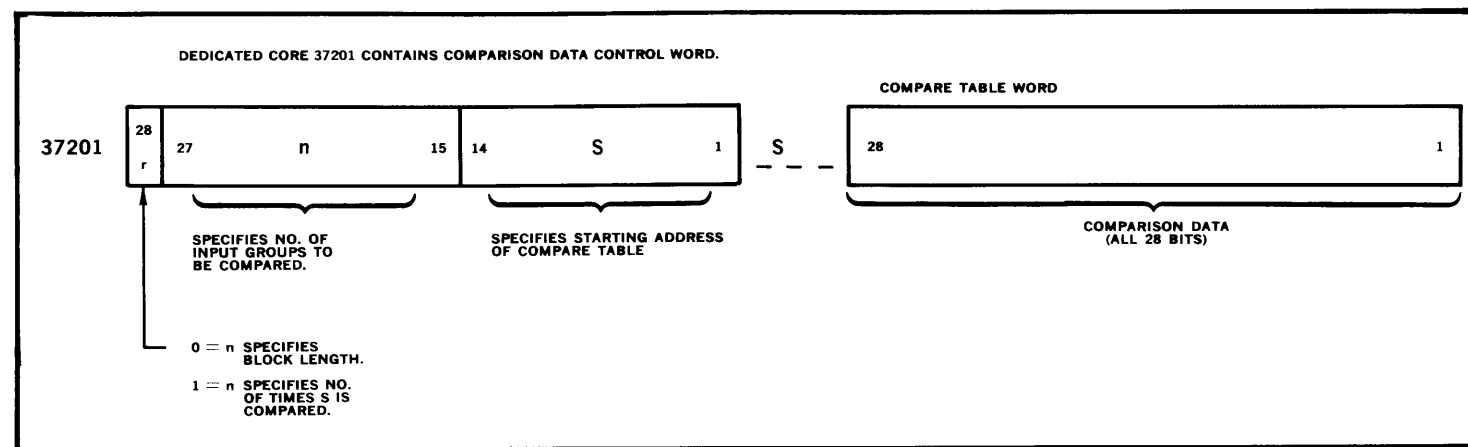 DEDICATED CORE 37201 CONTAINS COMPARISON DATA CONTROL WORD.
COMPARE TABLE WORD
37201
28
r
27 n 15
14 S 1
S
28 1
SPECIFIES NO. OF
INPUT GROUPS TO
BE COMPARED.
SPECIFIES STARTING ADDRESS
OF COMPARE TABLE
COMPARISON DATA
(ALL 28 BITS)
0 = n SPECIFIES
BLOCK LENGTH.
1 = n SPECIFIES NO.
OF TIMES S IS
COMPARED.